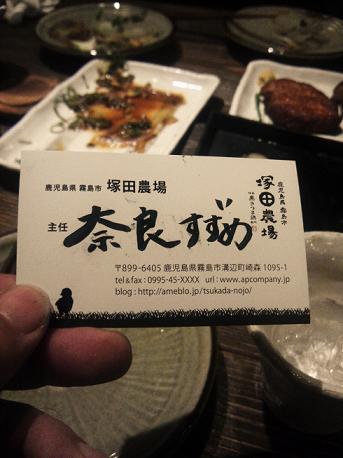 鹿児島県 霧島市 塚田農場
主任 奈良すずめ
鹿児島県霧島市
塚田農場
〒899-6405 鹿児島県霧島市溝辺町崎森 1095-1
tel & fax : 0995-45-XXXX url : www.apcompany.jp
blog : http://ameblo.jp/tsukada-nojo/